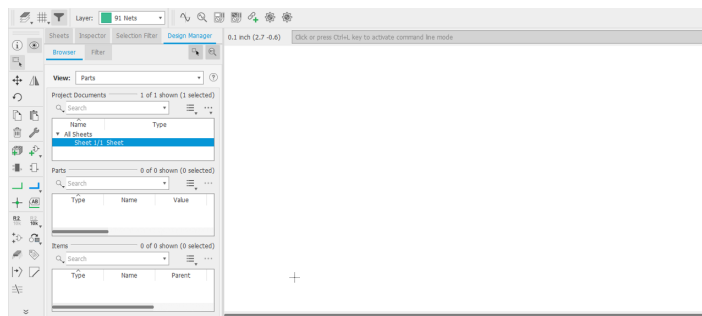 Layer: 91 Nets
Sheets Inspector Selection Filter Design Manager
0.1 inch (2.7 -0.6) Click or press Ctrl+L key to activate command line mode
Browser Filter
View: Parts
Project Documents 1 of 1 shown (1 selected)
Search
Name Type
All Sheets
Sheet 1/1 Sheet
Parts 0 of 0 shown (0 selected)
Search
Type Name Value
Items 0 of 0 shown (0 selected)
Search
Type Name Parent